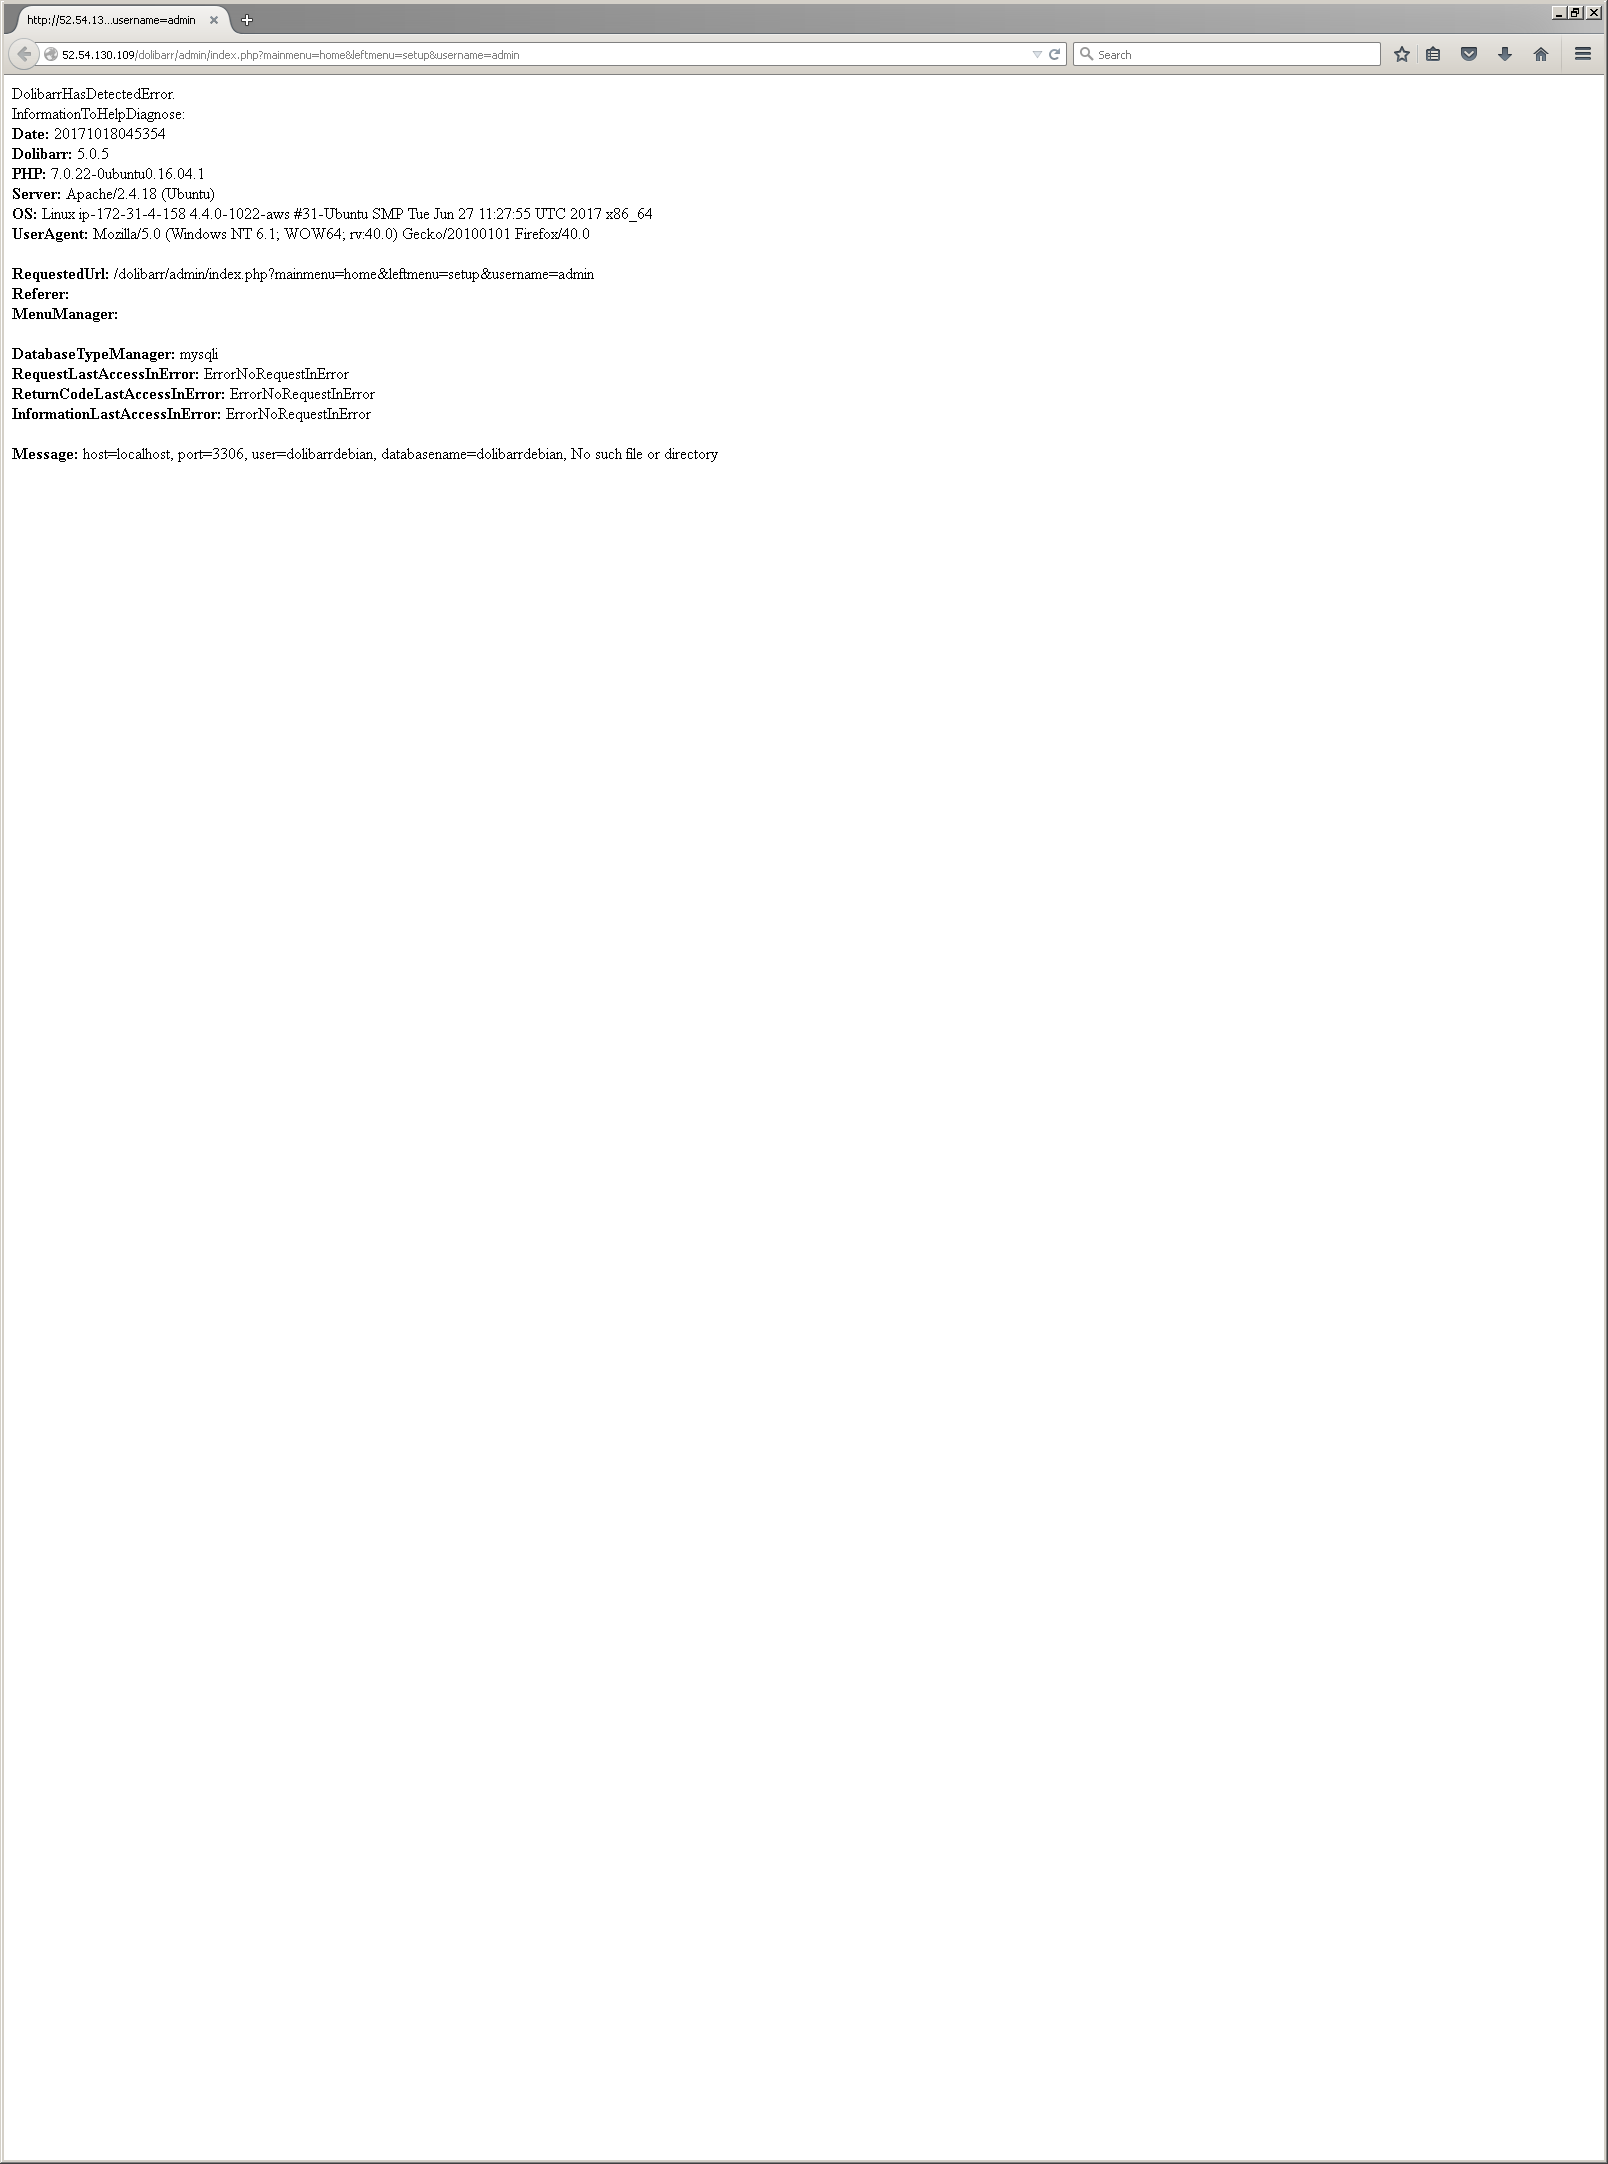 http://52.54.13...username=admin
52.54.130.109/dolibarr/admin/index.php?mainmenu=home&leftmenu=setup&username=admin
Search
DolibarrHasDetectedError.
InformationToHelpDiagnose:
Date: 20171018045354
Dolibarr: 5.0.5
PHP: 7.0.22-0ubuntu0.16.04.1
Server: Apache/2.4.18 (Ubuntu)
OS: Linux ip-172-31-4-158 4.4.0-1022-aws #31-Ubuntu SMP Tue Jun 27 11:27:55 UTC 2017 x86_64
UserAgent: Mozilla/5.0 (Windows NT 6.1; WOW64; rv:40.0) Gecko/20100101 Firefox/40.0
RequestedUrl: /dolibarr/admin/index.php?mainmenu=home&leftmenu=setup&username=admin
Referer:
MenuManager:
DatabaseTypeManager: mysqli
RequestLastAccessInError: ErrorNoRequestInError
ReturnCodeLastAccessInError: ErrorNoRequestInError
InformationLastAccessInError: ErrorNoRequestInError
Message: host=localhost, port=3306, user=dolibarrdebian, databasename=dolibarrdebian, No such file or directory